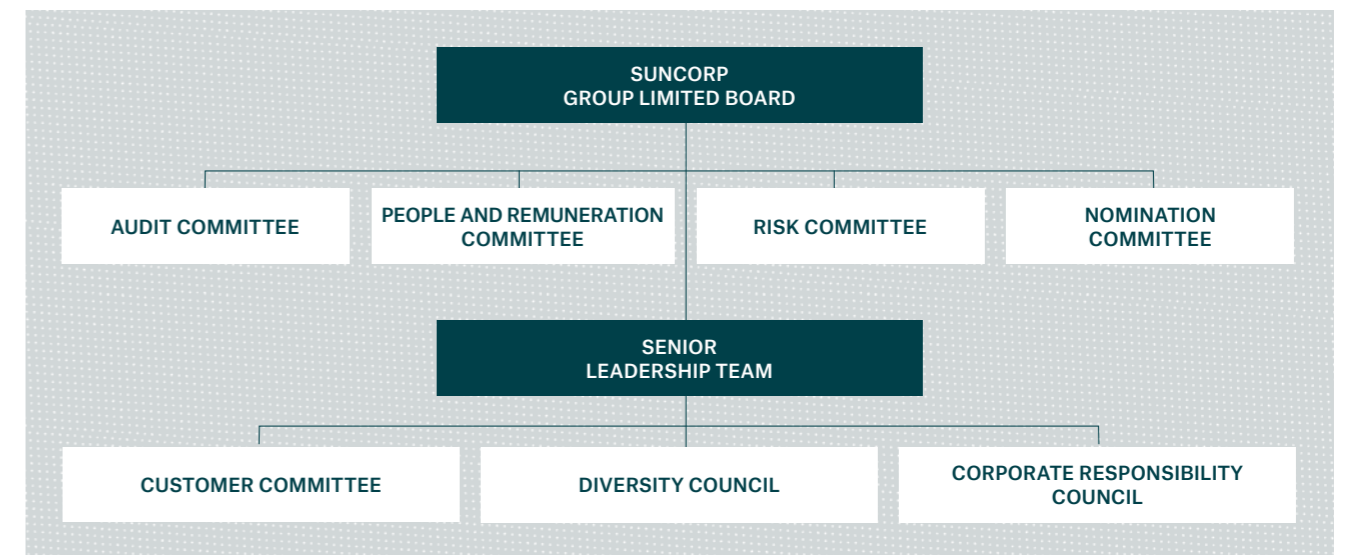 SUNCORP
GROUP LIMITED BOARD
AUDIT COMMITTEE
PEOPLE AND REMUNERATION
COMMITTEE
RISK COMMITTEE
NOMINATION
COMMITTEE
SENIOR
LEADERSHIP TEAM
CUSTOMER COMMITTEE
DIVERSITY COUNCIL
CORPORATE RESPONSIBILITY
COUNCIL